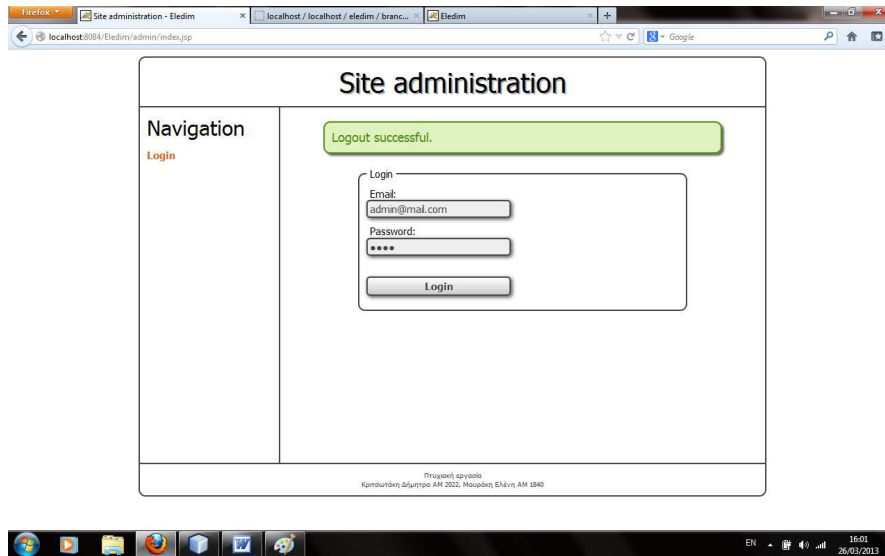 Firefox
Site administration - Eledim
localhost / localhost / eledim / branc...
Eledim
localhost:8084/Eledim/admin/index.jsp
Google
Site administration
Navigation
Login
Logout successful.
Login
Email:
admin@mail.com
Password:
Login
Πτυχιακή εργασία
Κριτσωτάκη Δήμητρα ΑΜ 2022, Μαυράκη Ελένη ΑΜ 1840
EN
16:01
26/03/2013